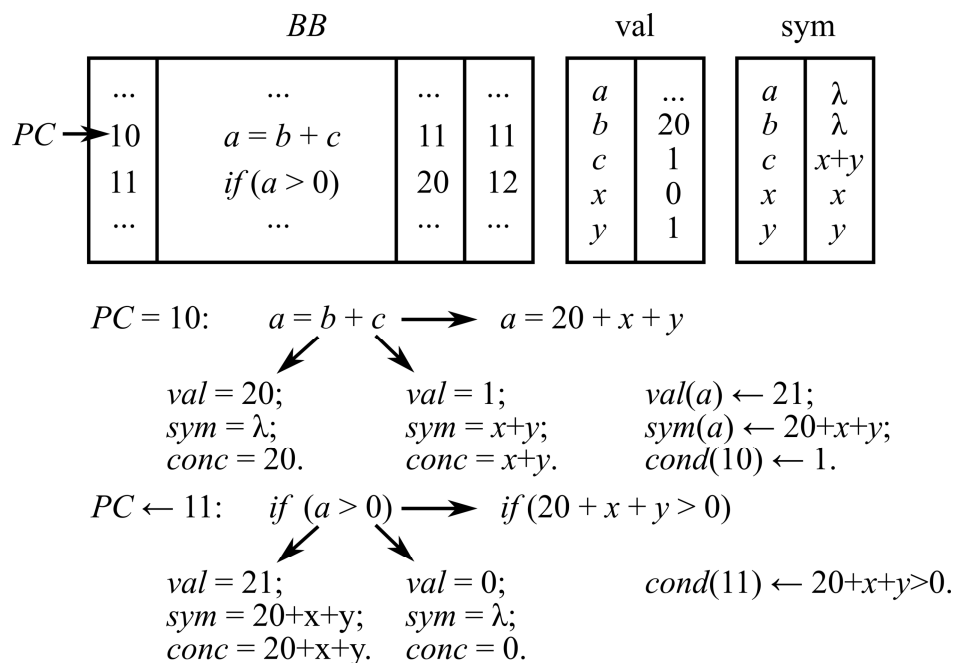 BB val sym
... ... ... ... a ... a λ
PC 10 a = b + c 11 11 b 20 b λ
c 1 c x+y
11 if (a > 0) 20 12 x 0 x x
... ... ... ... y 1 y y
PC = 10: a = b + c a = 20 + x + y
val = 20; val = 1; val(a) ← 21;
sym = λ; sym = x+y; sym(a) ← 20+x+y;
conc = 20. conc = x+y. cond(10) ← 1.
PC ← 11: if (a > 0) if (20 + x + y > 0)
val = 21; val = 0; cond(11) ← 20+x+y>0.
sym = 20+x+y; sym = λ;
conc = 20+x+y. conc = 0.